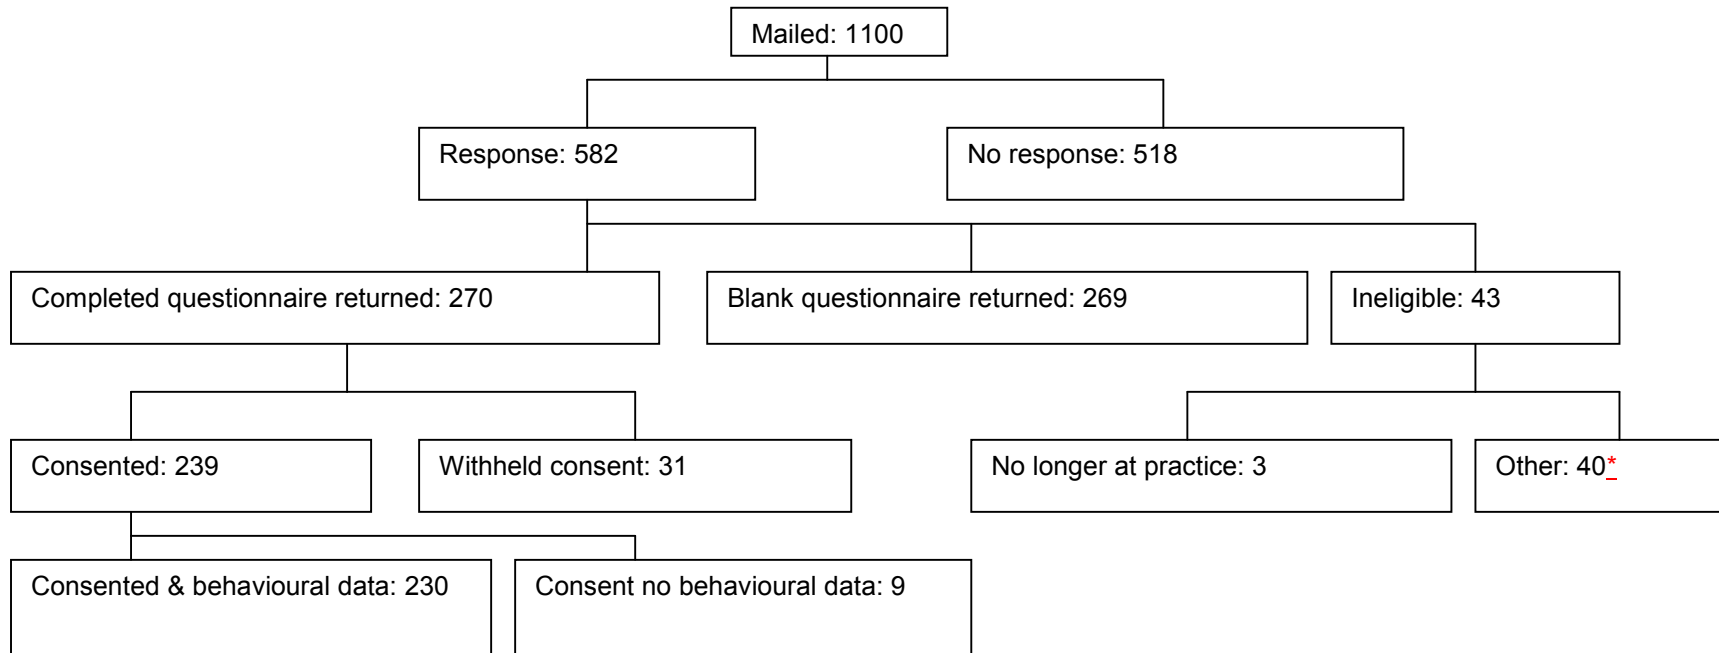 Mailed: 1100
Response: 582
No response: 518
Completed questionnaire returned: 270
Blank questionnaire returned: 269
Ineligible: 43
Consented: 239
Withheld consent: 31
No longer at practice: 3
Other: 40*
Consented & behavioural data: 230
Consent no behavioural data: 9